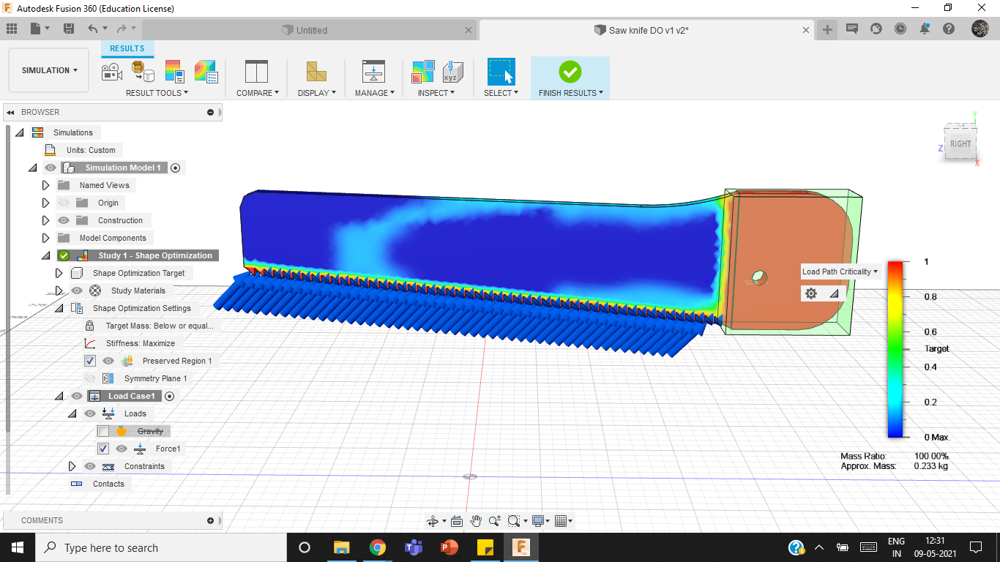 Autodesk Fusion 360 (Education License)
Untitled
Saw knife DO v1 v2*
RESULTS
SIMULATION
RESULT TOOLS
COMPARE
DISPLAY
MANAGE
INSPECT
SELECT
FINISH RESULTS
BROWSER
Simulations
Units: Custom
Simulation Model 1
Named Views
Origin
Construction
Model Components
Study 1 - Shape Optimization
Shape Optimization Target
Study Materials
Shape Optimization Settings
Target Mass: Below or equal...
Stiffness: Maximize
Preserved Region 1
Symmetry Plane 1
Load Case1
Loads
Gravity
Force1
Constraints
Contacts
COMMENTS
Y
Z
RIGHT
X
Load Path Criticality
1
0.8
0.6
Target
0.4
0.2
0 Max.
Mass Ratio: 100.00%
Approx. Mass: 0.233 kg
Type here to search
ENG
IN
12:31
09-05-2021